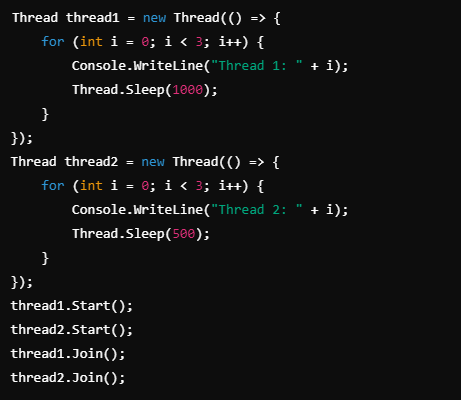 Thread thread1 = new Thread(() => {
    for (int i = 0; i < 3; i++) {
        Console.WriteLine("Thread 1: " + i);
        Thread.Sleep(1000);
    }
});
Thread thread2 = new Thread(() => {
    for (int i = 0; i < 3; i++) {
        Console.WriteLine("Thread 2: " + i);
        Thread.Sleep(500);
    }
});
thread1.Start();
thread2.Start();
thread1.Join();
thread2.Join();